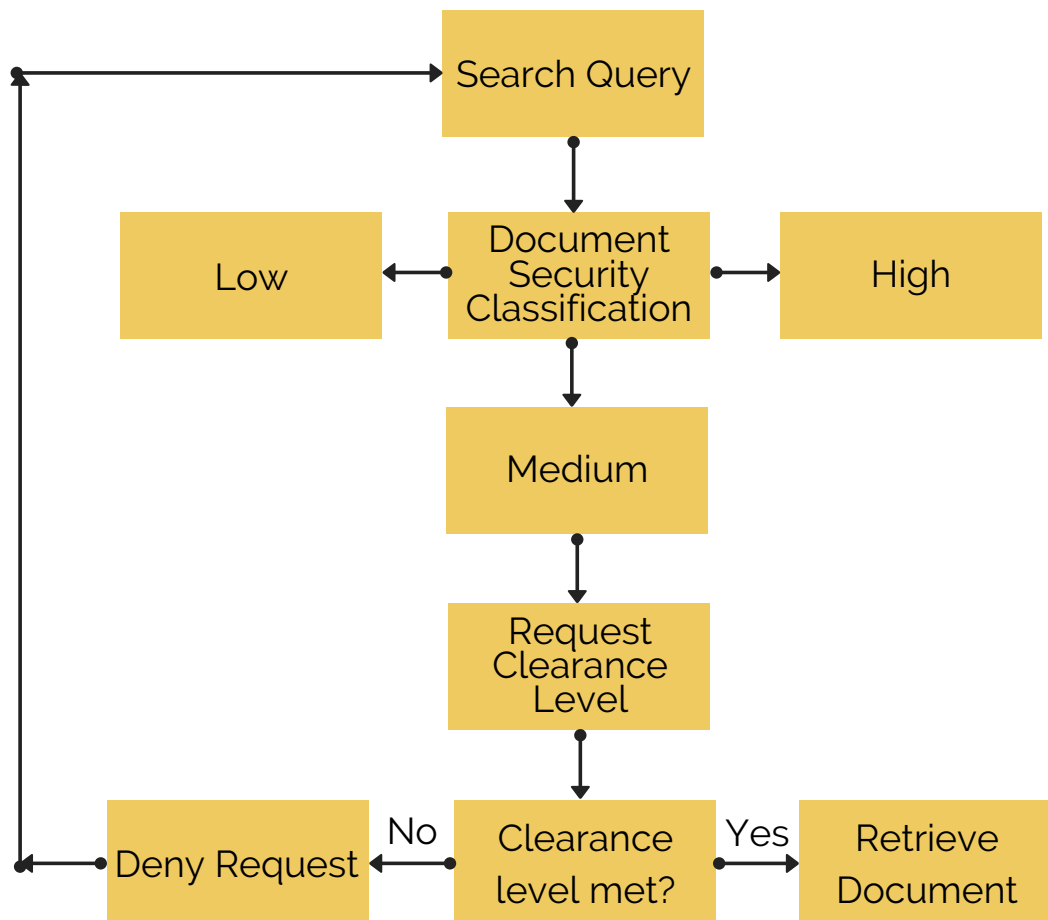 Search Query
Document
Security
Classification
Low
High
Medium
Request
Clearance
Level
Clearance
level met?
No
Yes
Deny Request
Retrieve
Document